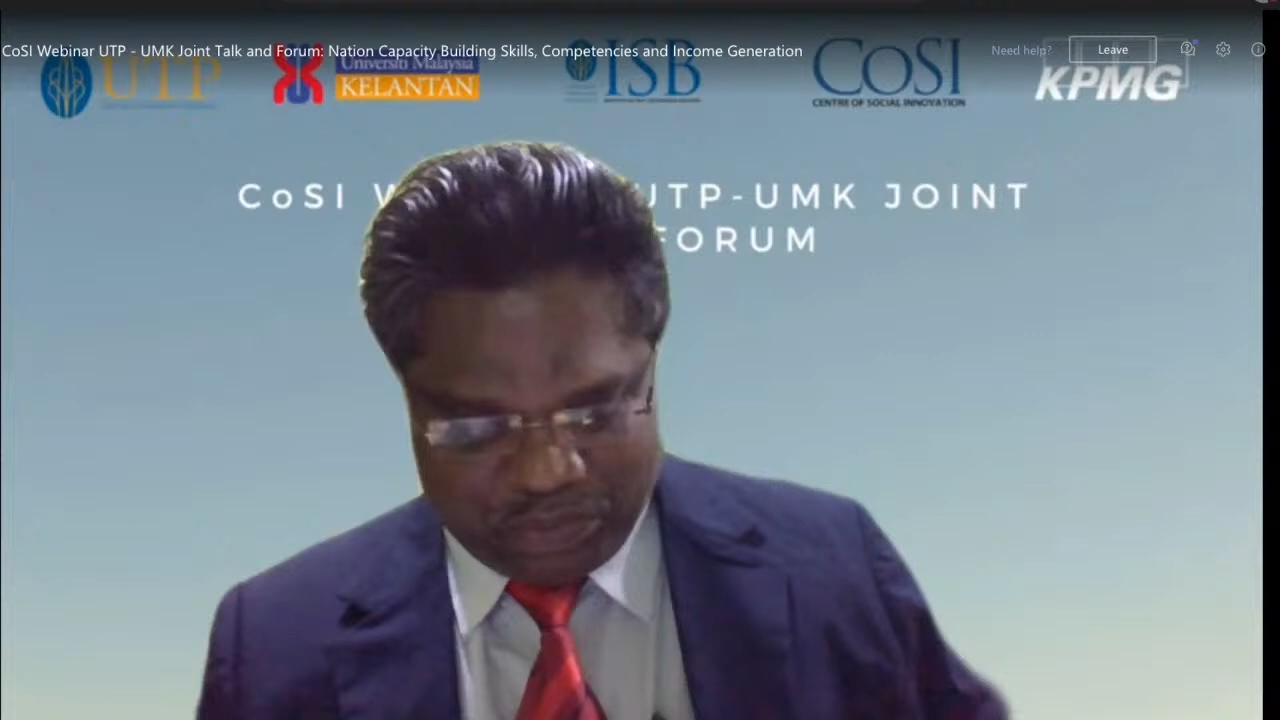 CoSI Webinar UTP - UMK Joint Talk and Forum: Nation Capacity Building Skills, Competencies and Income Generation
Need help?
Leave
UTP
Universiti Malaysia
KELANTAN
ISB
CoSI
CENTRE OF SOCIAL INNOVATION
KPMG
CoSI W UTP-UMK JOINT
FORUM